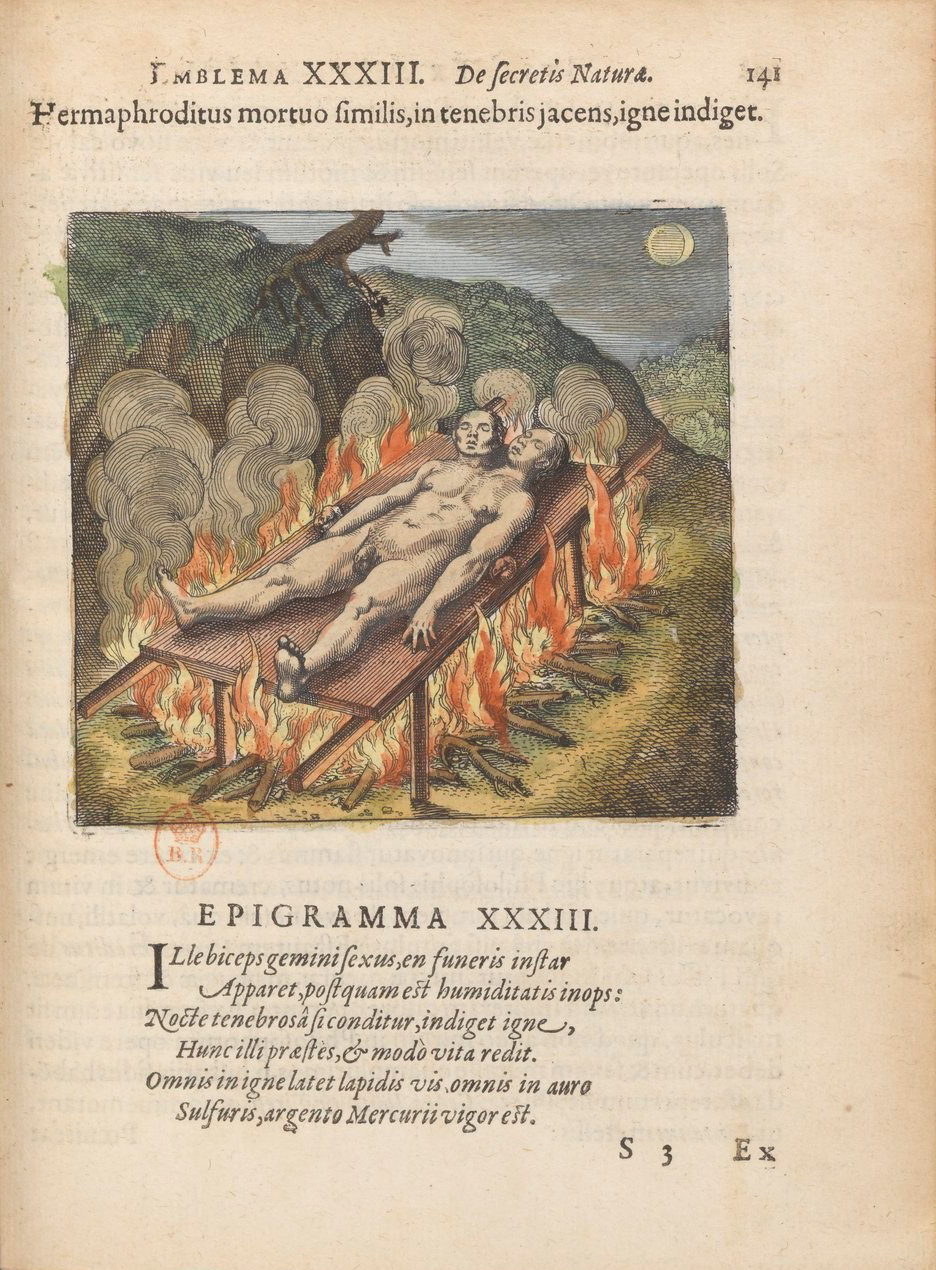 EMBLEMA XXXIII. De ſecretis Naturæ. 141
Hermaphroditus mortuo ſimilis, in tenebris jacens, igne indiget.
B.R
EPIGRAMMA XXXIII.
ILle biceps gemini ſexus, en funeris inſtar
Apparet, poſtquam eſt humiditatis inops:
Nocte tenebrosâ ſi conditur, indiget igne,
Hunc illi præſtès, & modò vita redit.
Omnis in igne latet lapidis vis, omnis in auro
Sulfuris, argento Mercurii vigor eſt.
S 3 Ex